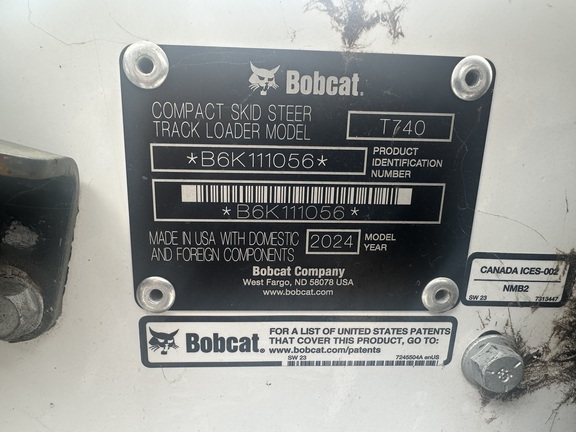 Bobcat.
COMPACT SKID STEER
TRACK LOADER MODEL
T740
*B6K111056*
PRODUCT
IDENTIFICATION
NUMBER
*B6K111056*
MADE IN USA WITH DOMESTIC
AND FOREIGN COMPONENTS
2024
MODEL
YEAR
Bobcat Company
West Fargo, ND 58078 USA
www.bobcat.com
CANADA ICES-002
NMB2
SW 23
7313447
Bobcat.
FOR A LIST OF UNITED STATES PATENTS
THAT COVER THIS PRODUCT, GO TO:
www.bobcat.com/patents
SW 23
7245504A enUS